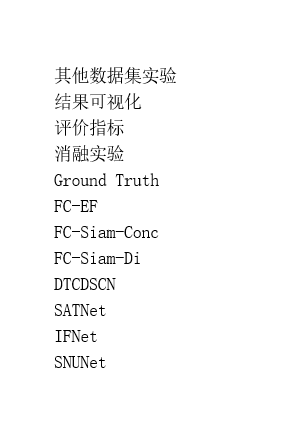 其他数据集实验
结果可视化
评价指标
消融实验
Ground Truth
FC-EF
FC-Siam-Conc
FC-Siam-Di
DTCDSCN
SATNet
IFNet
SNUNet